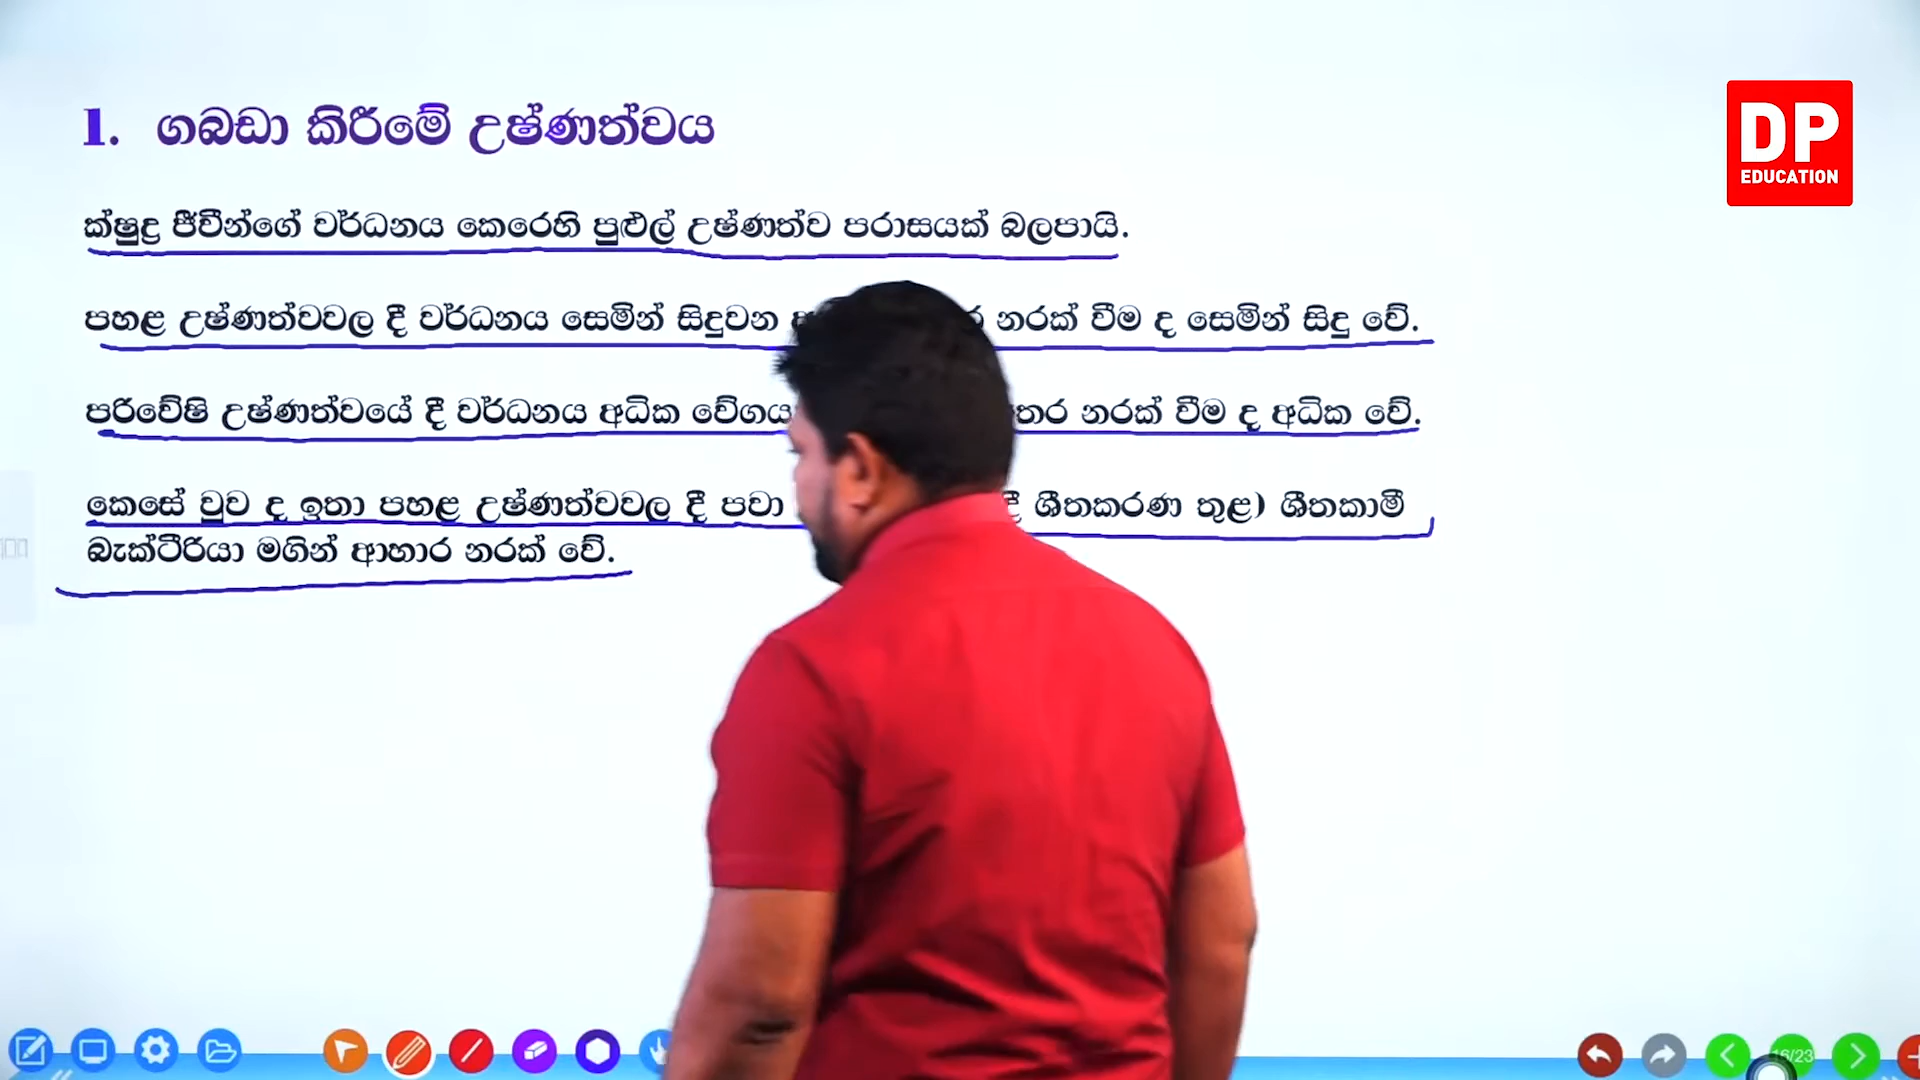 DP
EDUCATION
1. ගබඩා කිරීමේ උෂ්ණත්වය
ක්ෂුද්‍ර ජීවීන්ගේ වර්ධනය කෙරෙහි පුළුල් උෂ්ණත්ව පරාසයක් බලපායි.
පහළ උෂ්ණත්වවල දී වර්ධනය සෙමින් සිදුවන නරක් වීම ද සෙමින් සිදු වේ.
පරිවේෂී උෂ්ණත්වයේ දී වර්ධනය අධික නරක් වීම ද අධික වේ.
කෙසේ වුව ද ඉතා පහළ උෂ්ණත්වවල දී පවා ශීතකරණ තුළ) ශීතකාමී
බැක්ටීරියා මගින් ආහාර නරක් වේ.
16/23